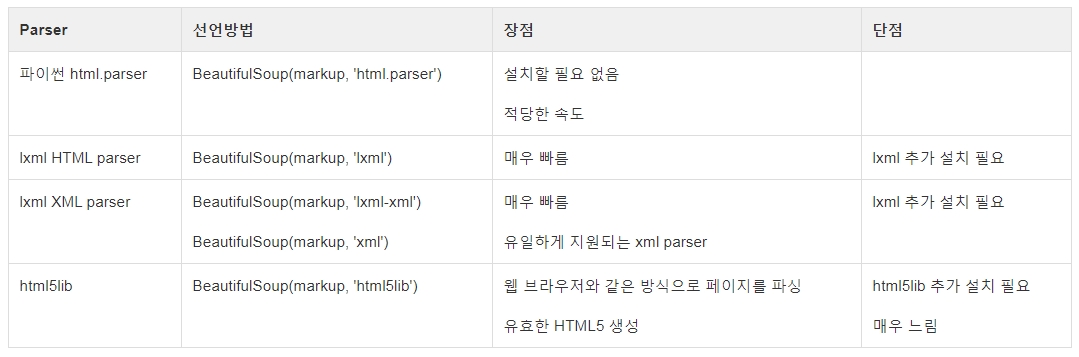 Parser 선언방법 장점 단점
파이썬 html.parser BeautifulSoup(markup, 'html.parser') 설치할 필요 없음
적당한 속도
lxml HTML parser BeautifulSoup(markup, 'lxml') 매우 빠름 lxml 추가 설치 필요
lxml XML parser BeautifulSoup(markup, 'lxml-xml') 매우 빠름 lxml 추가 설치 필요
BeautifulSoup(markup, 'xml') 유일하게 지원되는 xml parser
html5lib BeautifulSoup(markup, 'html5lib') 웹 브라우저와 같은 방식으로 페이지를 파싱 html5lib 추가 설치 필요
유효한 HTML5 생성 매우 느림